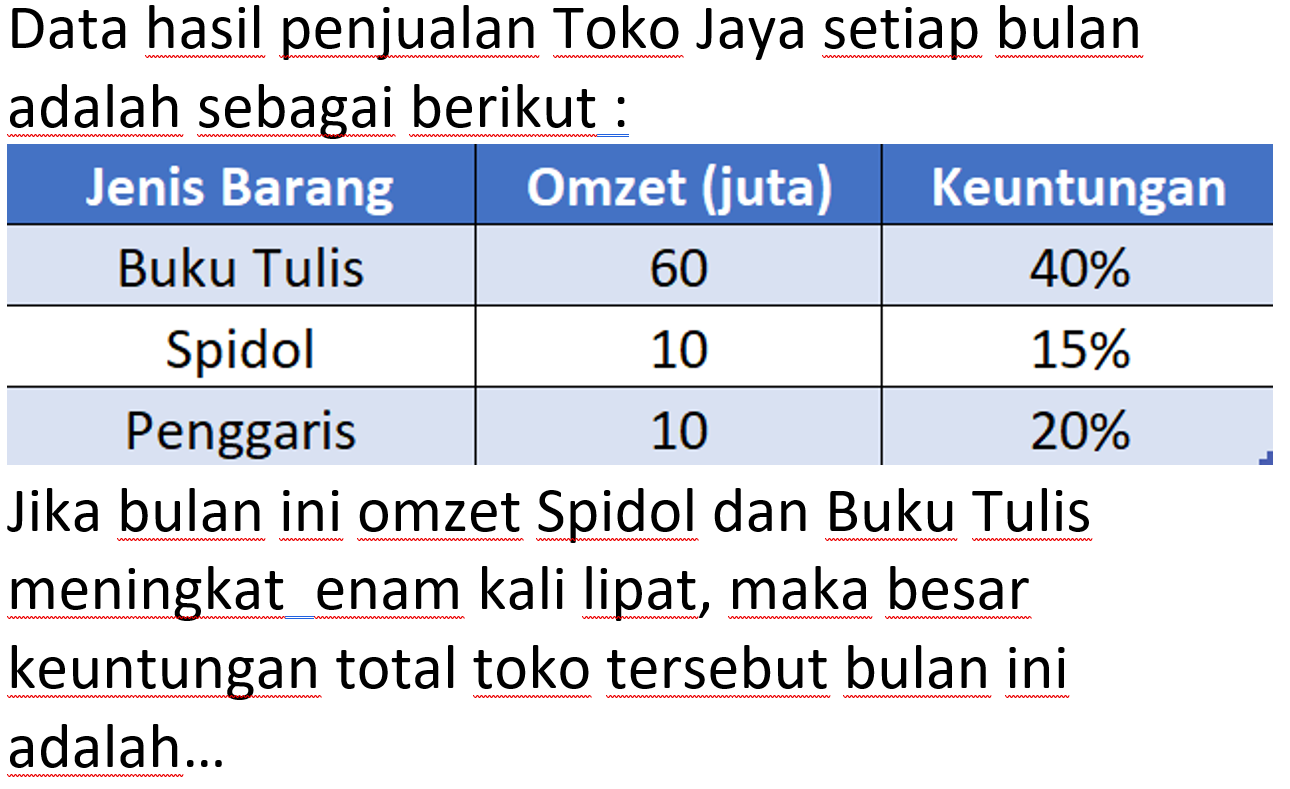 Data hasil penjualan Toko Jaya setiap bulan
adalah sebagai berikut :
Jenis Barang Omzet (juta) Keuntungan
Buku Tulis 60 40%
Spidol 10 15%
Penggaris 10 20%
Jika bulan ini omzet Spidol dan Buku Tulis
meningkat  enam kali lipat, maka besar
keuntungan total toko tersebut bulan ini
adalah...